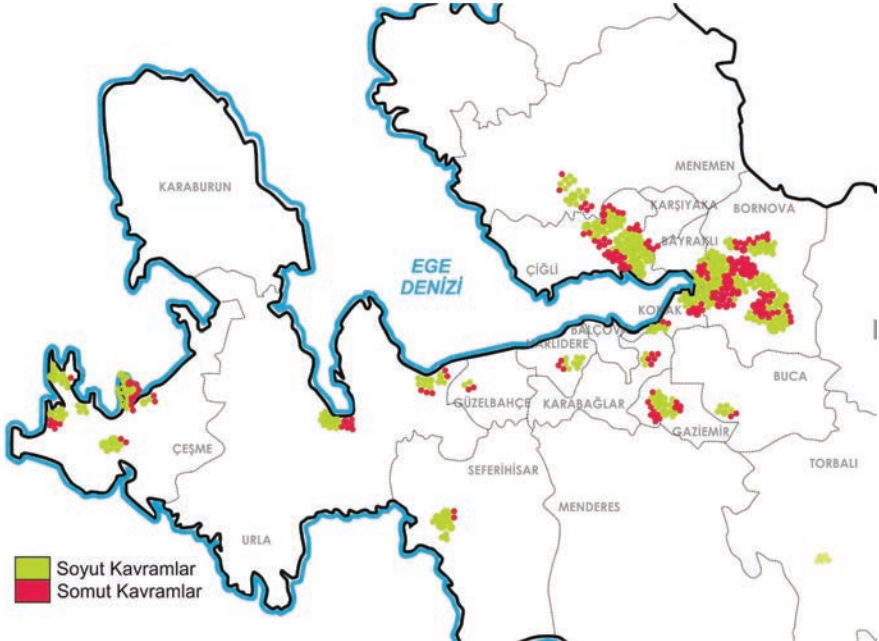 MENEMEN
KARABURUN
KARŞIYAKA
BORNOVA
BAYRAKLI
EGE
DENİZİ
ÇİĞLİ
KONAK
BALÇOVA
NARLIDERE
BUCA
GÜZELBAHÇE
KARABAĞLAR
GAZİEMİR
ÇEŞME
TORBALI
SEFERİHİSAR
MENDERES
URLA
Soyut Kavramlar
Somut Kavramlar